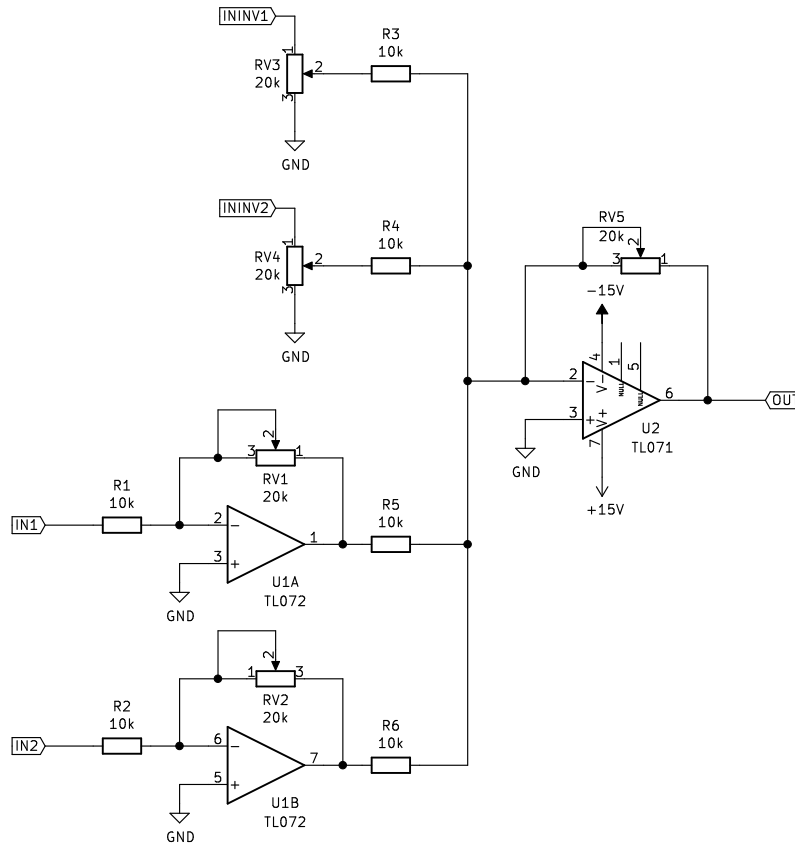 ININV1
RV3
20k
1
2
3
R3
10k
GND
ININV2
RV4
20k
1
2
3
R4
10k
GND
RV5
20k
2
3
1
-15V
4
1
5
2
-
V-
NULL
NULL
6
3
+
V+
7
U2
TL071
GND
+15V
OUT
2
3
1
RV1
20k
R1
10k
IN1
2
-
1
3
+
R5
10k
U1A
TL072
GND
2
1
3
RV2
20k
R2
10k
IN2
6
-
7
5
+
R6
10k
U1B
TL072
GND